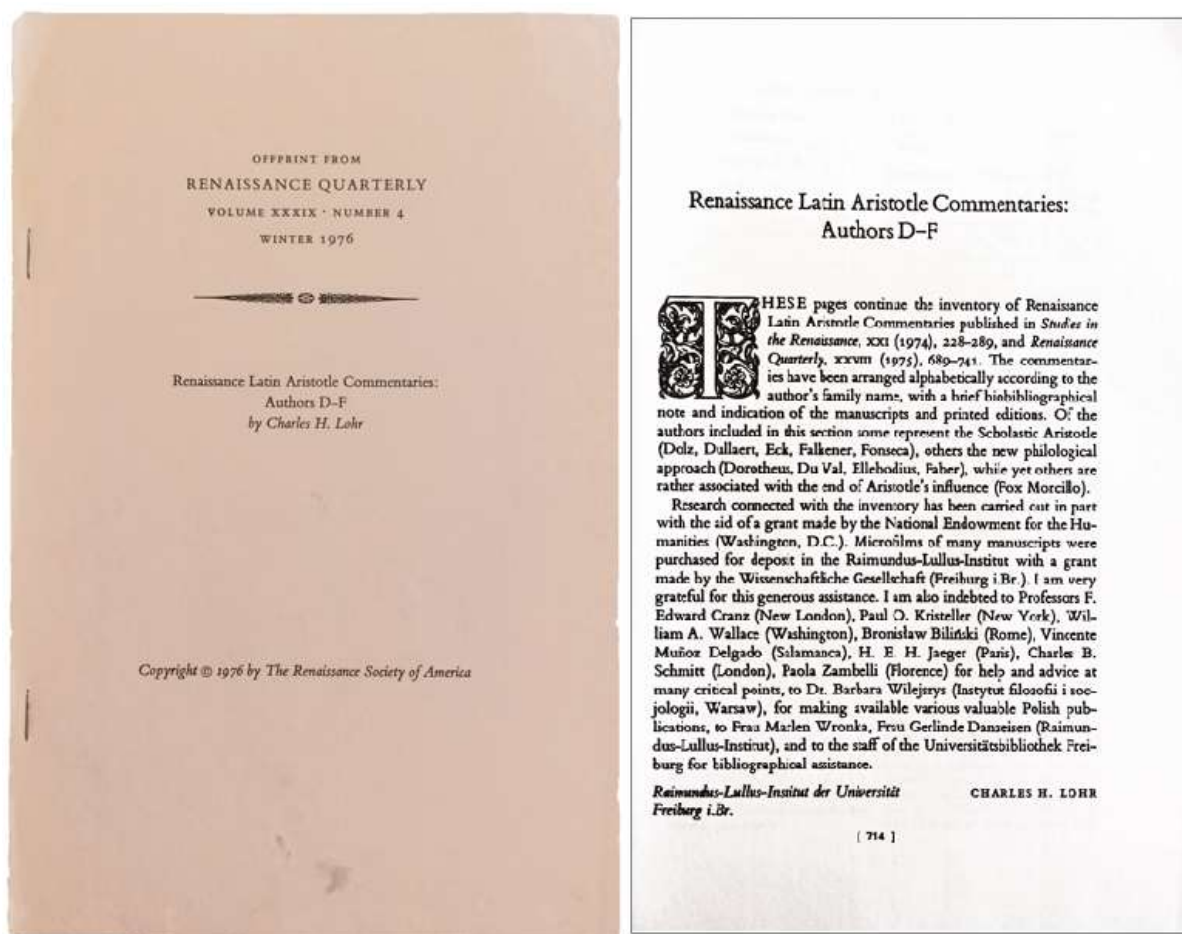 OFFPRINT FROM
RENAISSANCE QUARTERLY
VOLUME XXXIX · NUMBER 4
WINTER 1976
Renaissance Latin Aristotle Commentaries:
Authors D–F
by Charles H. Lohr
Copyright © 1976 by The Renaissance Society of America
Renaissance Latin Aristotle Commentaries:
Authors D–F
THESE pages continue the inventory of Renaissance
Latin Aristotle Commentaries published in Studies in
the Renaissance, XXI (1974), 228–289, and Renaissance
Quarterly, XXVIII (1975), 689–741. The commentar-
ies have been arranged alphabetically according to the
author's family name, with a brief biobibliographical
note and indication of the manuscripts and printed editions. Of the
authors included in this section some represent the Scholastic Aristotle
(Dolz, Dullaert, Eck, Falkener, Fonseca), others the new philological
approach (Dorotheus, Du Val, Ellebodius, Faber), while yet others are
rather associated with the end of Aristotle's influence (Fox Morcillo).
Research connected with the inventory has been carried out in part
with the aid of a grant made by the National Endowment for the Hu-
manities (Washington, D.C.). Microfilms of many manuscripts were
purchased for deposit in the Raimundus-Lullus-Institut with a grant
made by the Wissenschaftliche Gesellschaft (Freiburg i.Br.). I am very
grateful for this generous assistance. I am also indebted to Professors F.
Edward Cranz (New London), Paul O. Kristeller (New York), Wil-
liam A. Wallace (Washington), Bronisław Biliński (Rome), Vincente
Muñoz Delgado (Salamanca), H. E. H. Jaeger (Paris), Charles B.
Schmitt (London), Paola Zambelli (Florence) for help and advice at
many critical points, to Dr. Barbara Wilejszys (Instytut filozofii i soc-
jologii, Warsaw), for making available various valuable Polish pub-
lications, to Frau Marlen Wronka, Frau Gerlinde Danzeisen (Raimun-
dus-Lullus-Institut), and to the staff of the Universitätsbibliothek Frei-
burg for bibliographical assistance.
Raimundus-Lullus-Institut der Universität CHARLES H. LOHR
Freiburg i.Br.
[ 714 ]